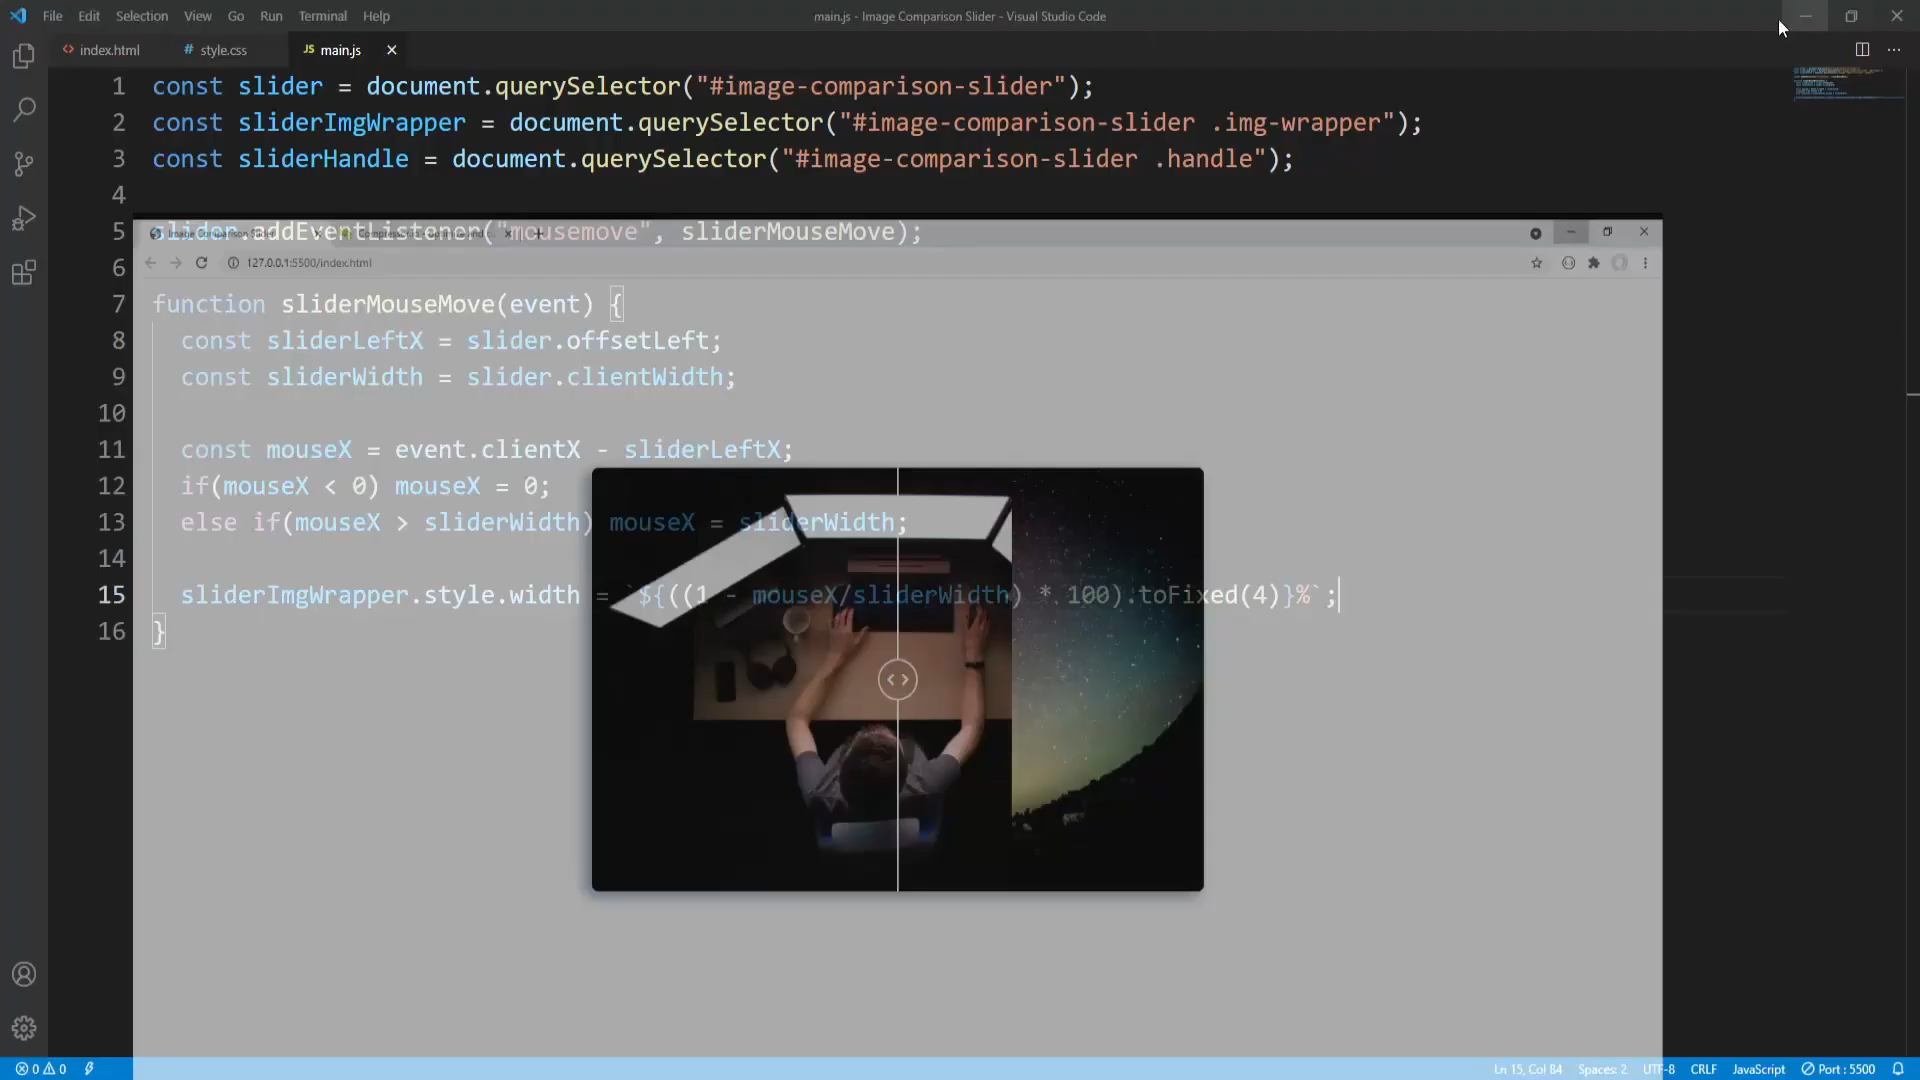 File Edit Selection View Go Run Terminal Help
main.js - Image Comparison Slider - Visual Studio Code
index.html style.css JS main.js
1 const slider = document.querySelector("#image-comparison-slider");
2 const sliderImgWrapper = document.querySelector("#image-comparison-slider .img-wrapper");
3 const sliderHandle = document.querySelector("#image-comparison-slider .handle");
4
5 slider.addEventListener("mousemove", sliderMouseMove);
6
127.0.0.1:5500/index.html
7 function sliderMouseMove(event) {
8 const sliderLeftX = slider.offsetLeft;
9 const sliderWidth = slider.clientWidth;
10
11 const mouseX = event.clientX - sliderLeftX;
12 if(mouseX < 0) mouseX = 0;
13 else if(mouseX > sliderWidth) mouseX = sliderWidth;
14
15 sliderImgWrapper.style.width = `${((1 - mouseX/sliderWidth) * 100).toFixed(4)}%`;
16 }
0 0
Ln 15, Col 84 Spaces: 2 UTF-8 CRLF JavaScript Port : 5500